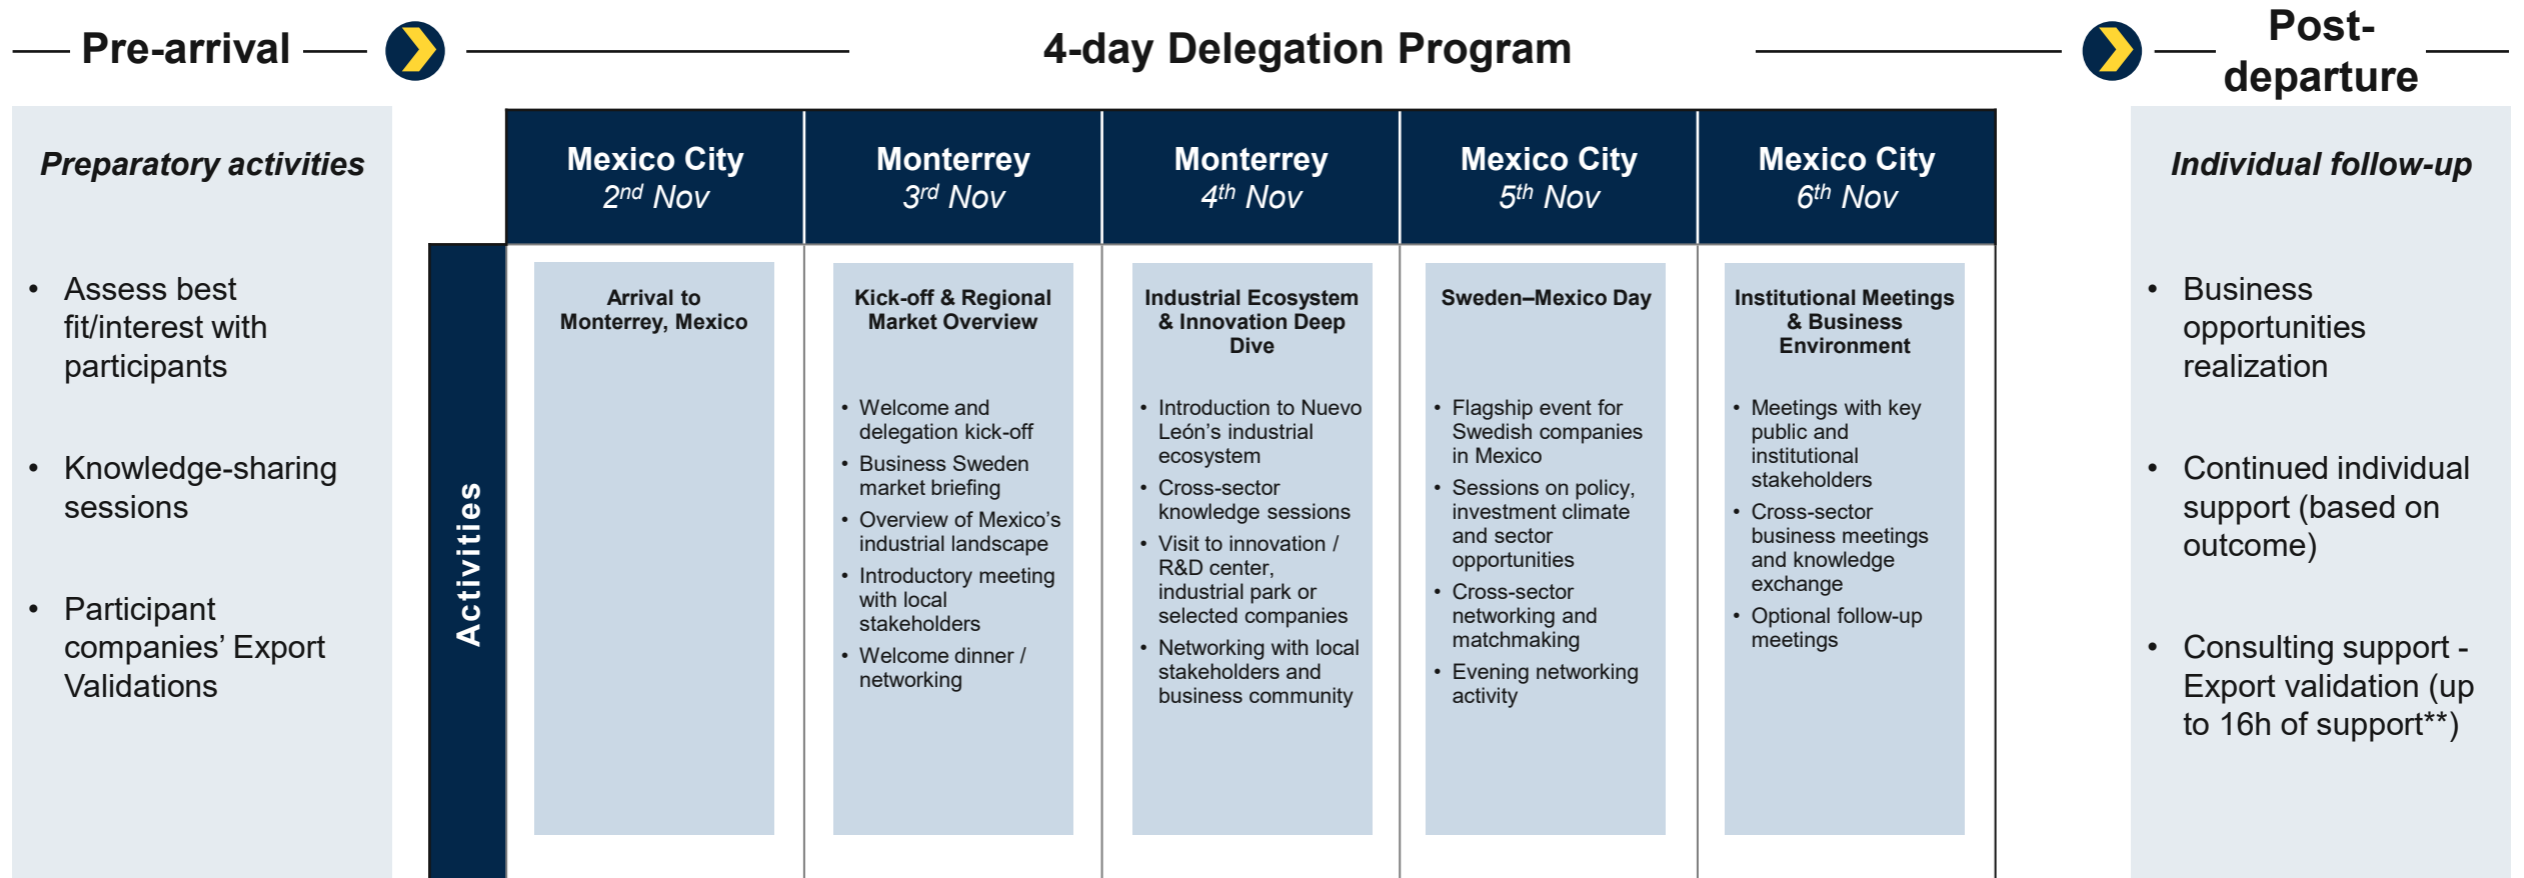 Pre-arrival
4-day Delegation Program
Post-
departure
Preparatory activities
• Assess best
fit/interest with
participants
• Knowledge-sharing
sessions
• Participant
companies’ Export
Validations
Activities
Mexico City
2nd Nov
Arrival to
Monterrey, Mexico
Monterrey
3rd Nov
Kick-off & Regional
Market Overview
• Welcome and
delegation kick-off
• Business Sweden
market briefing
• Overview of Mexico’s
industrial landscape
• Introductory meeting
with local
stakeholders
• Welcome dinner /
networking
Monterrey
4th Nov
Industrial Ecosystem
& Innovation Deep
Dive
• Introduction to Nuevo
León’s industrial
ecosystem
• Cross-sector
knowledge sessions
• Visit to innovation /
R&D center,
industrial park or
selected companies
• Networking with local
stakeholders and
business community
Mexico City
5th Nov
Sweden–Mexico Day
• Flagship event for
Swedish companies
in Mexico
• Sessions on policy,
investment climate
and sector
opportunities
• Cross-sector
networking and
matchmaking
• Evening networking
activity
Mexico City
6th Nov
Institutional Meetings
& Business
Environment
• Meetings with key
public and
institutional
stakeholders
• Cross-sector
business meetings
and knowledge
exchange
• Optional follow-up
meetings
Individual follow-up
• Business
opportunities
realization
• Continued individual
support (based on
outcome)
• Consulting support -
Export validation (up
to 16h of support**)